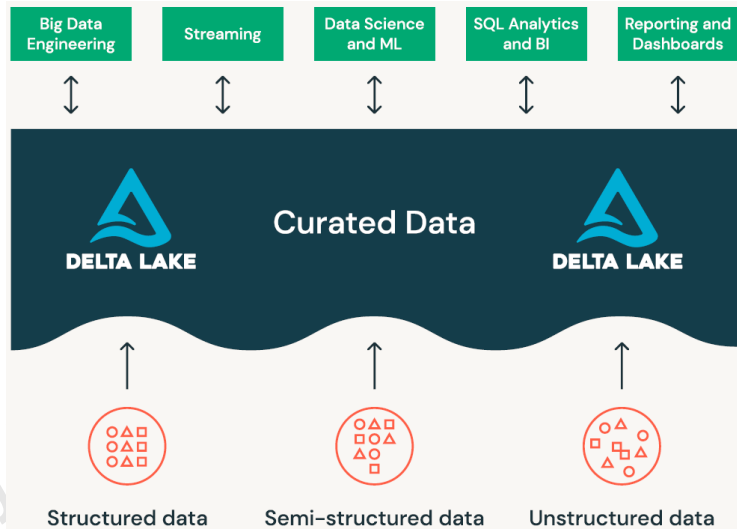 Big Data
Engineering
Streaming
Data Science
and ML
SQL Analytics
and BI
Reporting and
Dashboards
Curated Data
DELTA LAKE
DELTA LAKE
Structured data
Semi-structured data
Unstructured data